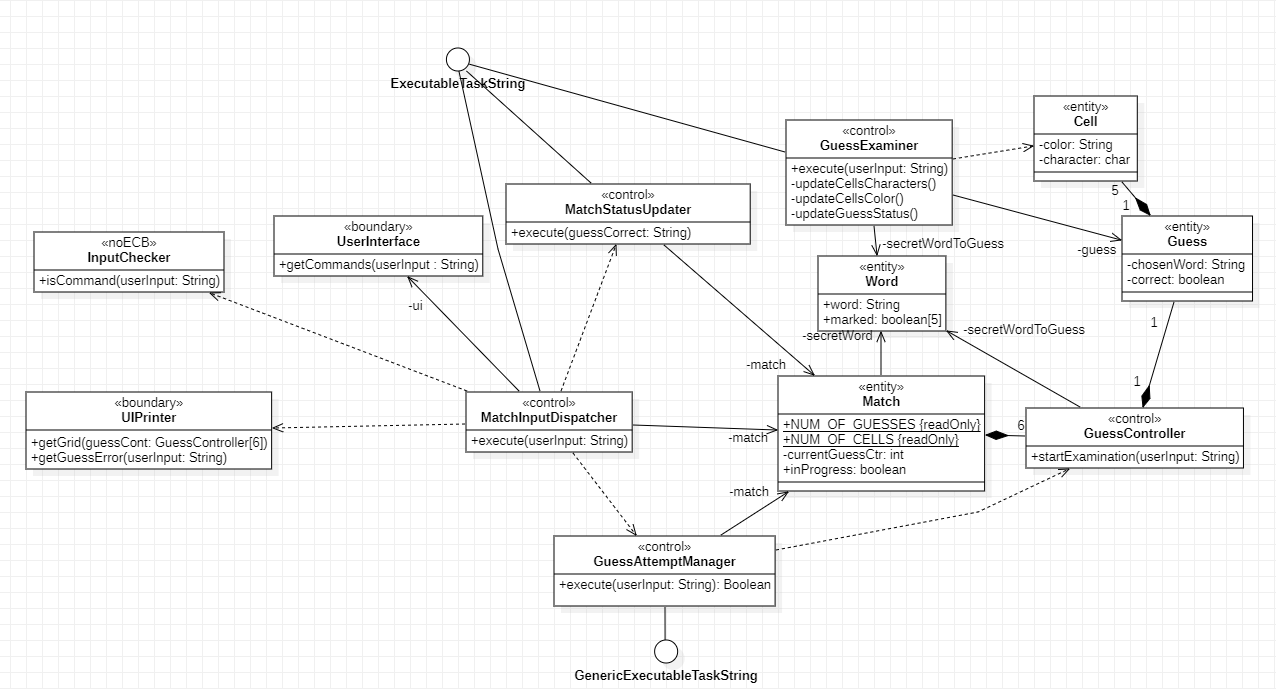 ExecutableTaskString
«entity»
Cell
-color: String
-character: char
5
1
«control»
GuessExaminer
+execute(userInput: String)
-updateCellsCharacters()
-updateCellsColor()
-updateGuessStatus()
«control»
MatchStatusUpdater
+execute(guessCorrect: String)
«boundary»
UserInterface
+getCommands(userInput : String)
«noECB»
InputChecker
+isCommand(userInput: String)
«entity»
Guess
-chosenWord: String
-correct: boolean
-secretWordToGuess
-guess
«entity»
Word
+word: String
+marked: boolean[5]
-ui
-secretWord
-secretWordToGuess
1
-match
1
«boundary»
UIPrinter
+getGrid(guessCont: GuessController[6])
+getGuessError(userInput: String)
«control»
MatchInputDispatcher
+execute(userInput: String)
-match
«entity»
Match
+NUM_OF_GUESSES {readOnly}
+NUM_OF_CELLS {readOnly}
-currentGuessCtr: int
+inProgress: boolean
6
«control»
GuessController
+startExamination(userInput: String)
-match
«control»
GuessAttemptManager
+execute(userInput: String): Boolean
GenericExecutableTaskString